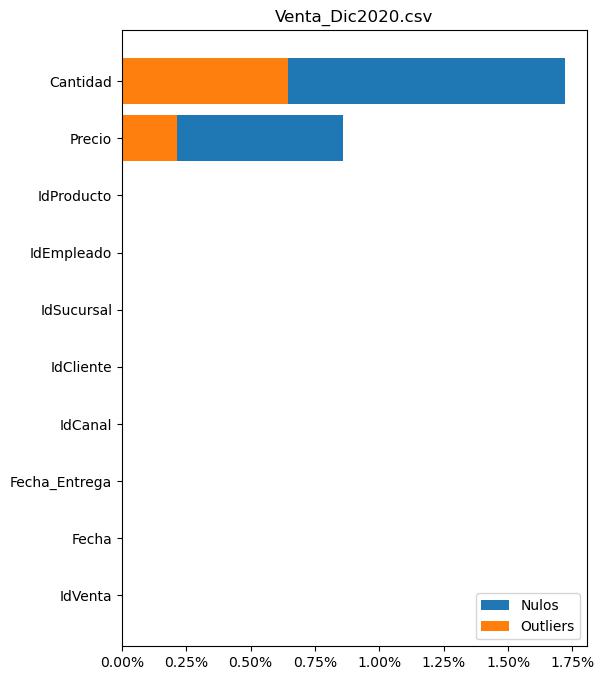 Venta_Dic2020.csv
Cantidad
Precio
IdProducto
IdEmpleado
IdSucursal
IdCliente
IdCanal
Fecha_Entrega
Fecha
IdVenta
Nulos
Outliers
0.00% 0.25% 0.50% 0.75% 1.00% 1.25% 1.50% 1.75%